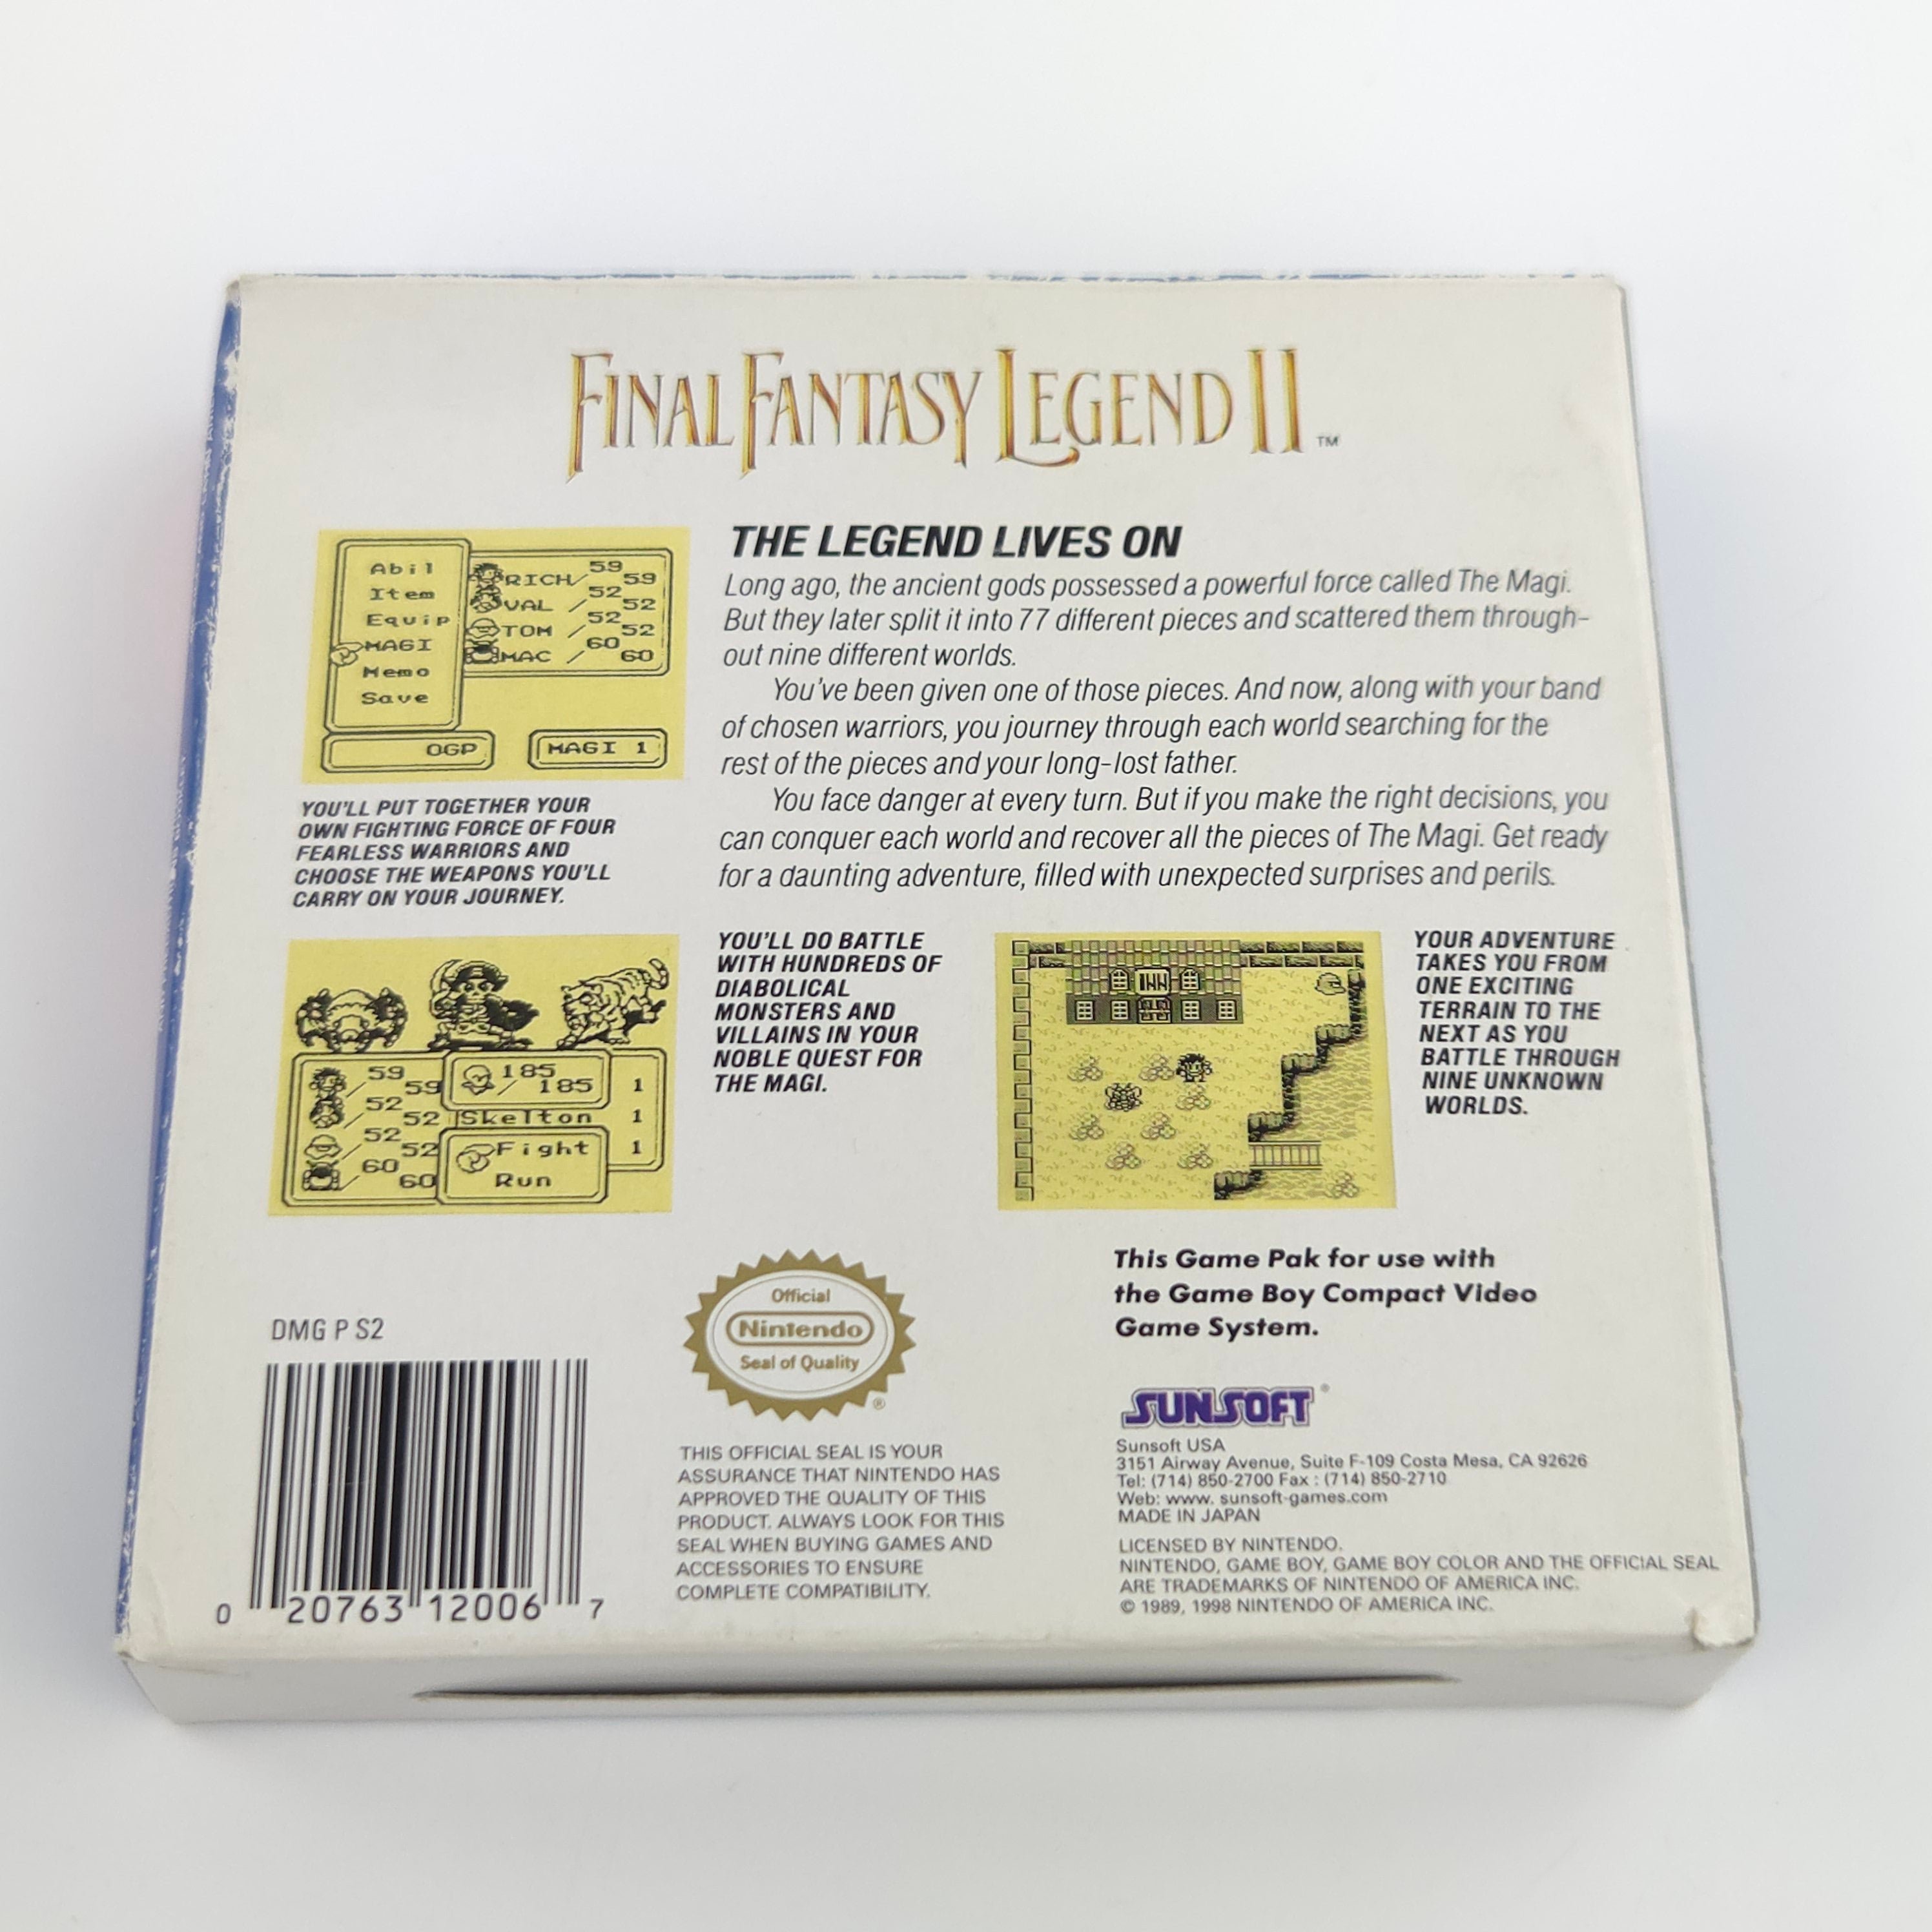 FINAL FANTASY LEGEND II ™
Abil
Item
Equip
MAGI
Memo
Save
RICH/ 59 59
VAL / 52 52
TOM / 52 52
MAC / 60 60
0GP
MAGI 1
YOU'LL PUT TOGETHER YOUR
OWN FIGHTING FORCE OF FOUR
FEARLESS WARRIORS AND
CHOOSE THE WEAPONS YOU'LL
CARRY ON YOUR JOURNEY.
THE LEGEND LIVES ON
Long ago, the ancient gods possessed a powerful force called The Magi.
But they later split it into 77 different pieces and scattered them through-
out nine different worlds.
You've been given one of those pieces. And now, along with your band
of chosen warriors, you journey through each world searching for the
rest of the pieces and your long-lost father.
You face danger at every turn. But if you make the right decisions, you
can conquer each world and recover all the pieces of The Magi. Get ready
for a daunting adventure, filled with unexpected surprises and perils.
59 / 59
52 / 52
52 / 52
60 / 60
185 / 185 1
Skelton 1
Fight 1
Run
YOU'LL DO BATTLE
WITH HUNDREDS OF
DIABOLICAL
MONSTERS AND
VILLAINS IN YOUR
NOBLE QUEST FOR
THE MAGI.
INN
YOUR ADVENTURE
TAKES YOU FROM
ONE EXCITING
TERRAIN TO THE
NEXT AS YOU
BATTLE THROUGH
NINE UNKNOWN
WORLDS.
DMG P S2
0 20763 12006 7
Official
Nintendo
Seal of Quality
®
THIS OFFICIAL SEAL IS YOUR
ASSURANCE THAT NINTENDO HAS
APPROVED THE QUALITY OF THIS
PRODUCT. ALWAYS LOOK FOR THIS
SEAL WHEN BUYING GAMES AND
ACCESSORIES TO ENSURE
COMPLETE COMPATIBILITY.
This Game Pak for use with
the Game Boy Compact Video
Game System.
SUNSOFT ®
Sunsoft USA
3151 Airway Avenue, Suite F-109 Costa Mesa, CA 92626
Tel: (714) 850-2700 Fax : (714) 850-2710
Web: www. sunsoft-games.com
MADE IN JAPAN
LICENSED BY NINTENDO.
NINTENDO, GAME BOY, GAME BOY COLOR AND THE OFFICIAL SEAL
ARE TRADEMARKS OF NINTENDO OF AMERICA INC.
© 1989, 1998 NINTENDO OF AMERICA INC.